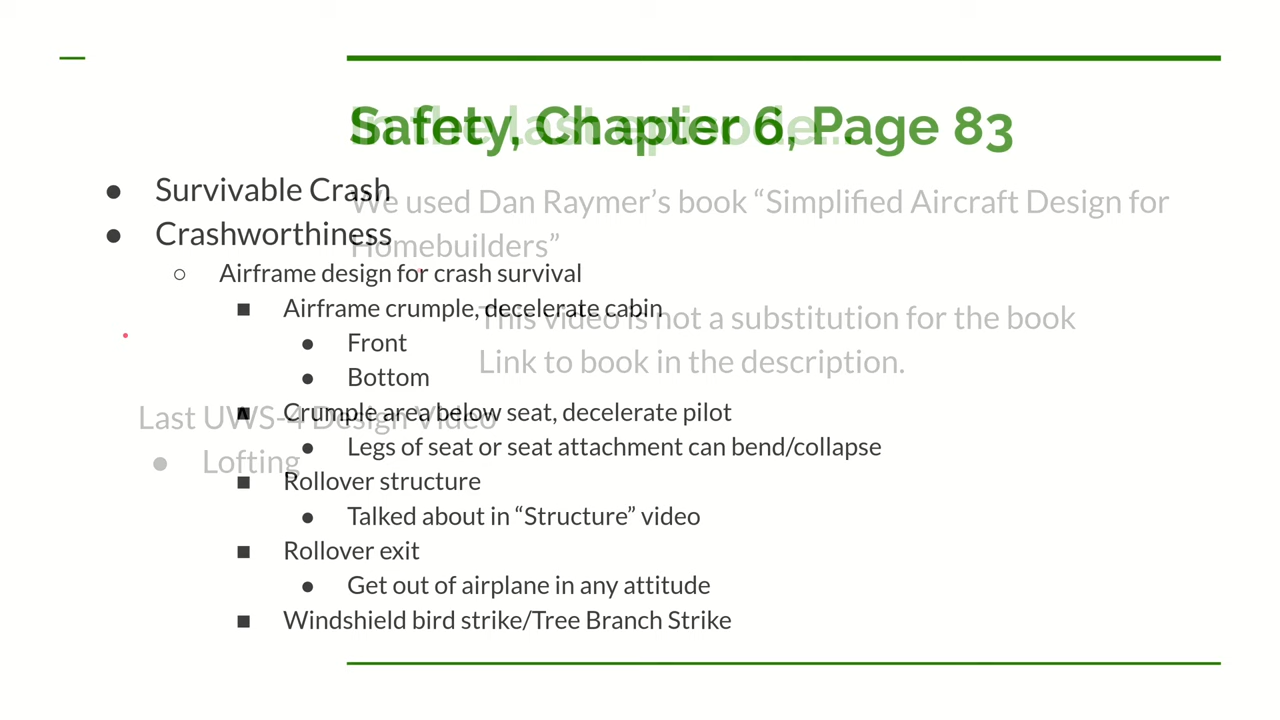 In the last episode...
Safety, Chapter 6, Page 83
● Survivable Crash
We used Dan Raymer’s book “Simplified Aircraft Design for
● Crashworthiness
Homebuilders”
○ Airframe design for crash survival
■ Airframe crumple, decelerate cabin
This video is not a substitution for the book
● Front
Link to book in the description.
● Bottom
■ Crumple area below seat, decelerate pilot
Last UWS-4 Design Video
● Legs of seat or seat attachment can bend/collapse
● Lofting
■ Rollover structure
● Talked about in “Structure” video
■ Rollover exit
● Get out of airplane in any attitude
■ Windshield bird strike/Tree Branch Strike